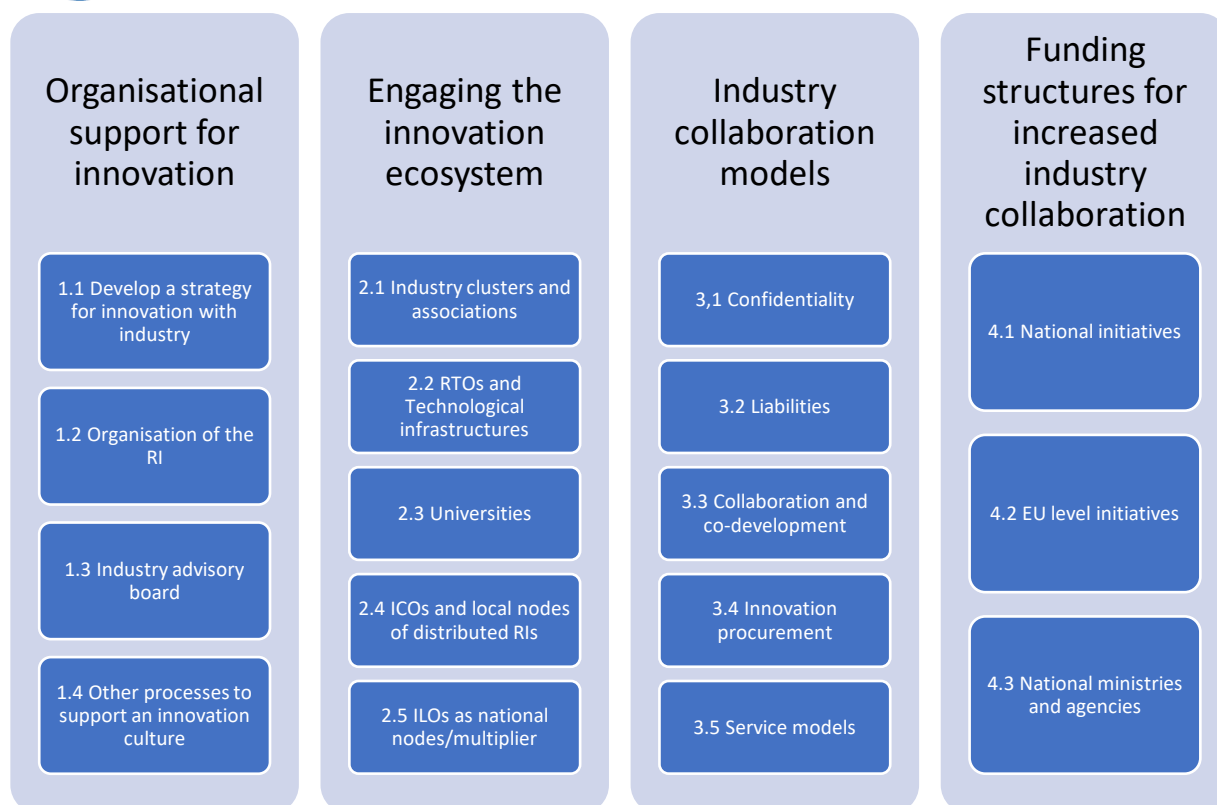 Organisational
support for
innovation
1.1 Develop a strategy
for innovation with
industry
1.2 Organisation of the
RI
1.3 Industry advisory
board
1.4 Other processes to
support an innovation
culture
Engaging the
innovation
ecosystem
2.1 Industry clusters and
associations
2.2 RTOs and
Technological
infrastructures
2.3 Universities
2.4 ICOs and local nodes
of distributed RIs
2.5 ILOs as national
nodes/multiplier
Industry
collaboration
models
3,1 Confidentiality
3.2 Liabilities
3.3 Collaboration and
co-development
3.4 Innovation
procurement
3.5 Service models
Funding
structures for
increased
industry
collaboration
4.1 National initiatives
4.2 EU level initiatives
4.3 National ministries
and agencies